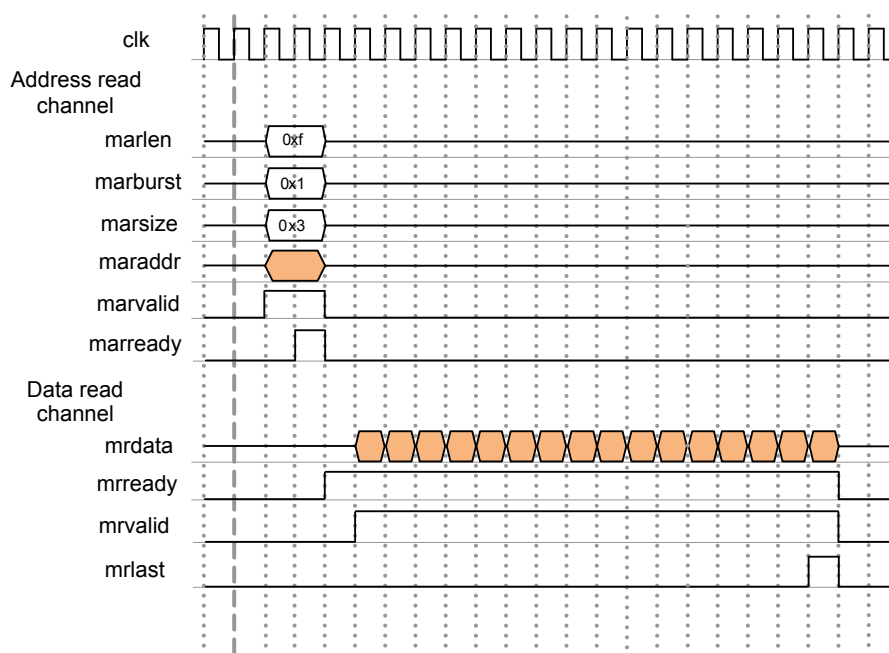 clk
Address read
channel
marlen
0xf
marburst
0x1
marsize
0x3
maraddr
marvalid
marready
Data read
channel
mrdata
mrready
mrvalid
mrlast